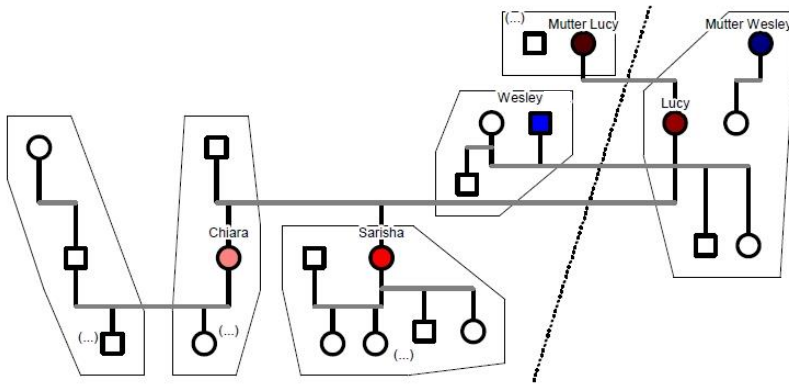 (...)
Mutter Lucy
Mutter Wesley
Wesley
Lucy
Chiara
Sarisha
(...)
(...)
(...)